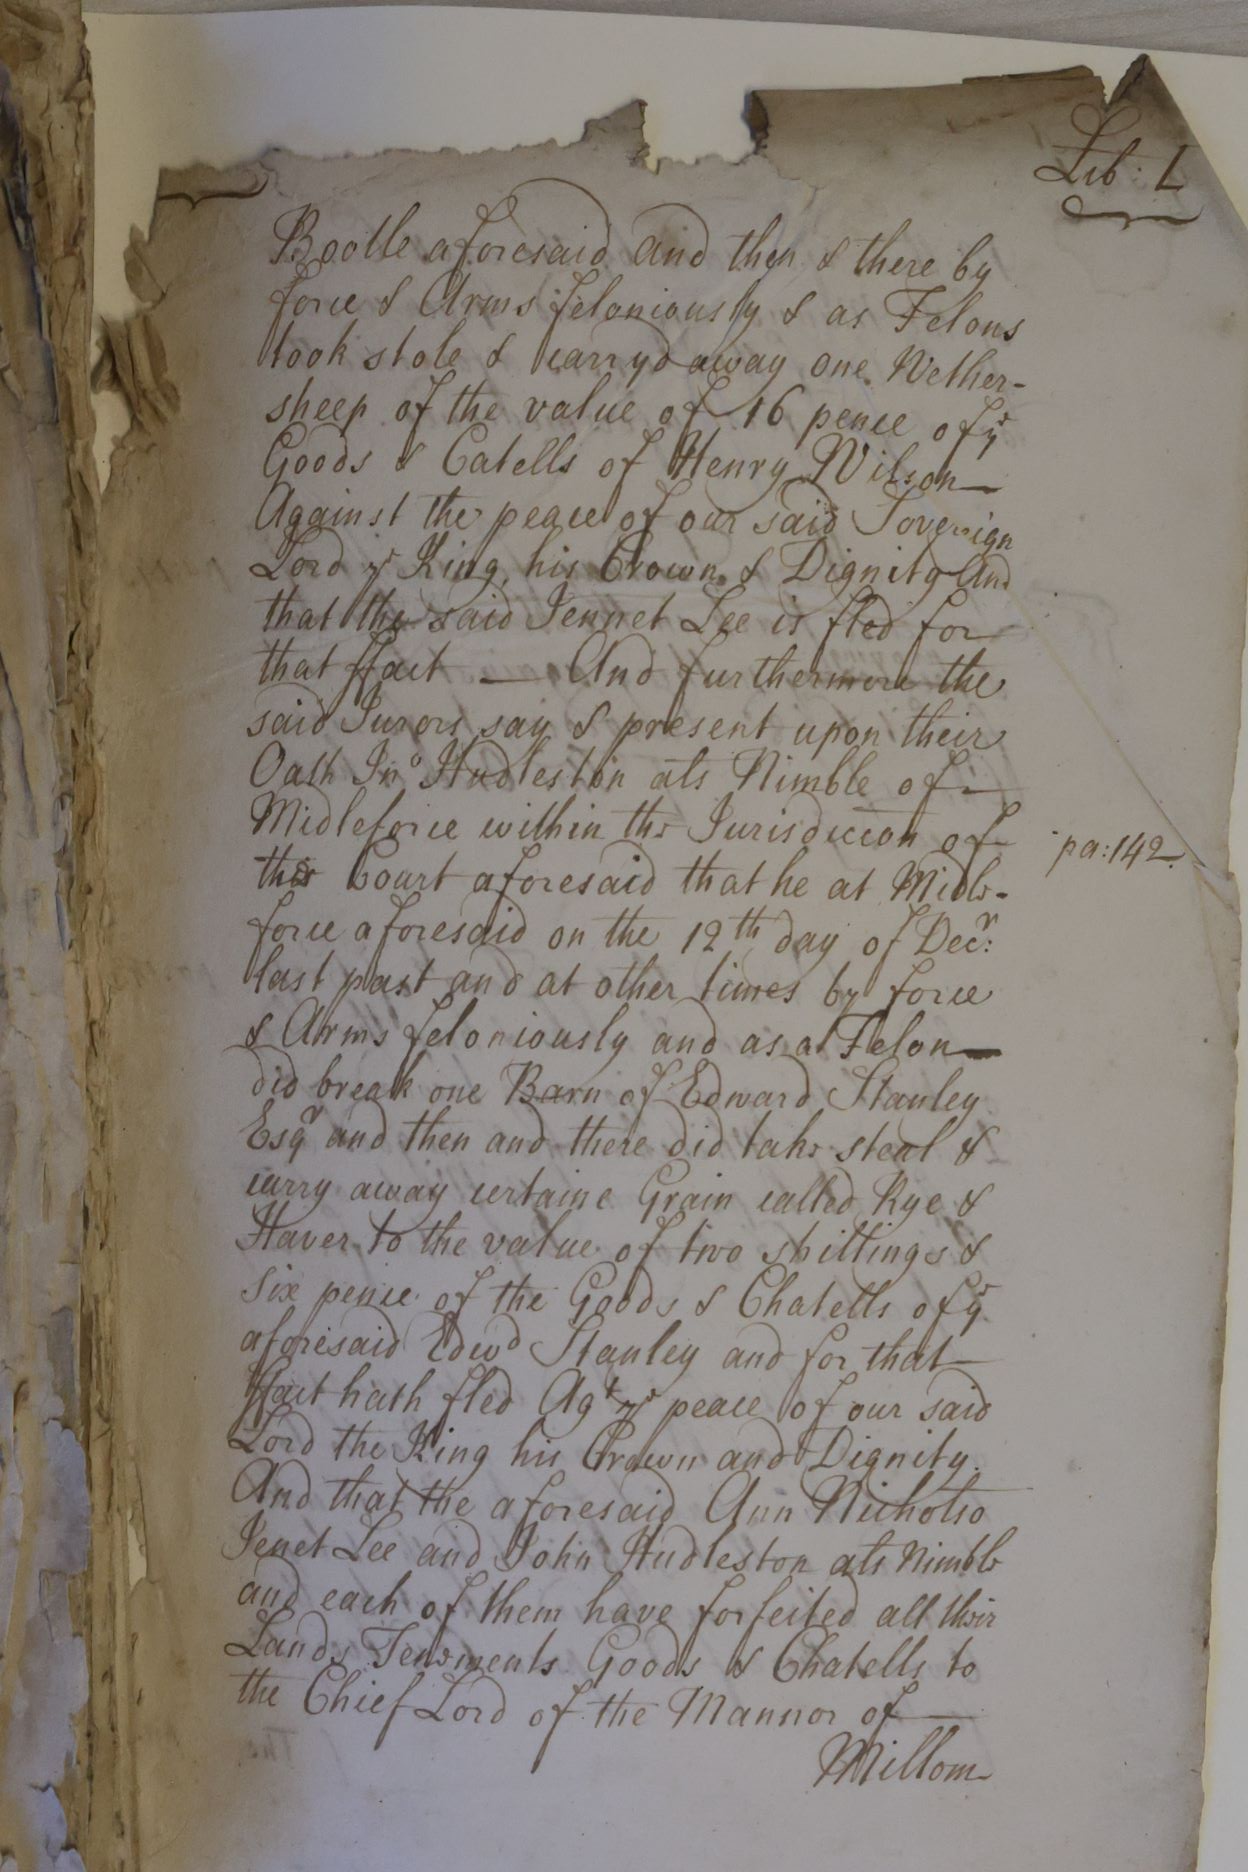 Lib: L
Bootle aforesaid and then & there by
force & Arms feloniously & as Felons
took stole & carryd away one Wether-
sheep of the value of 16 pence of yͤ
Goods & Catells of Henry Wilson—
Against the peace of our said Soverign
Lord yͤ King, his Crown & Dignity And
that the said Jennet Lee is fled for
that ffact — And furthermore the
said Jurors say & present upon their
Oath Jnº Hudleston als Nimble of –
Midleforce within the Jurisdiccon of
this Court aforesaid that he at Midle-
force aforesaid on the 12th day of Decr:
last past and at other times by force
& Arms feloniously and as a Felon—
did break one Barn of Edward Stanley
Esqr and then and there did take steal &
carry away certaine Grain called Rye &
Haver to the value of two shillings &
six pence of the Goods & Chatells of yͤ
aforesaid Edwd Stanley and for that—
ffact hath fled Agt yͤ peace of our said
Lord the King his Crown and Dignity.
And that the aforesaid Ann Nicholso
Jenet Lee and John Hudleston als Nimble
and each of them have forfeited all their
Lands Tenements Goods & Chatells to
the Chief Lord of the Mannor of —
Millom
pa: 142.